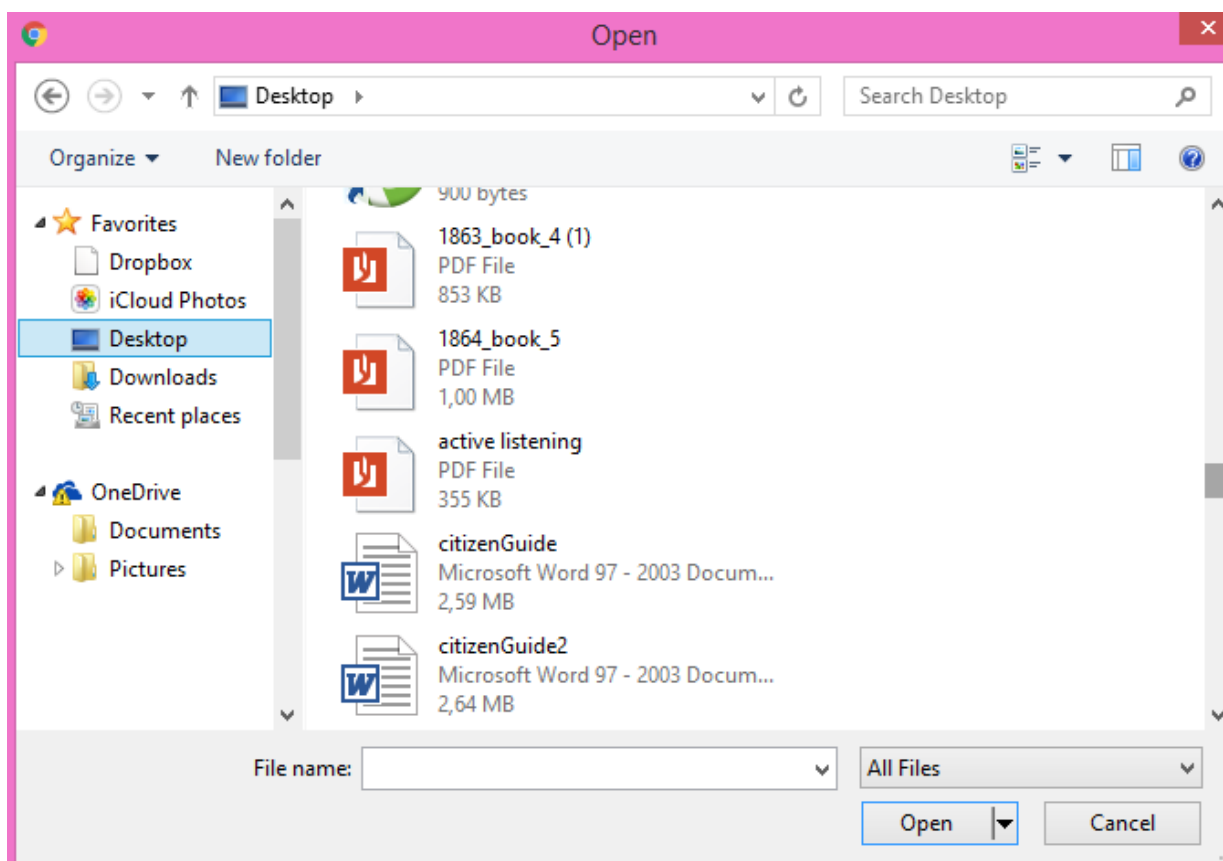 Open
Desktop
Search Desktop
Organize
New folder
Favorites
Dropbox
iCloud Photos
Desktop
Downloads
Recent places
OneDrive
Documents
Pictures
900 bytes
1863_book_4 (1)
PDF File
853 KB
1864_book_5
PDF File
1,00 MB
active listening
PDF File
355 KB
citizenGuide
Microsoft Word 97 - 2003 Docum...
2,59 MB
citizenGuide2
Microsoft Word 97 - 2003 Docum...
2,64 MB
File name:
All Files
Open
Cancel